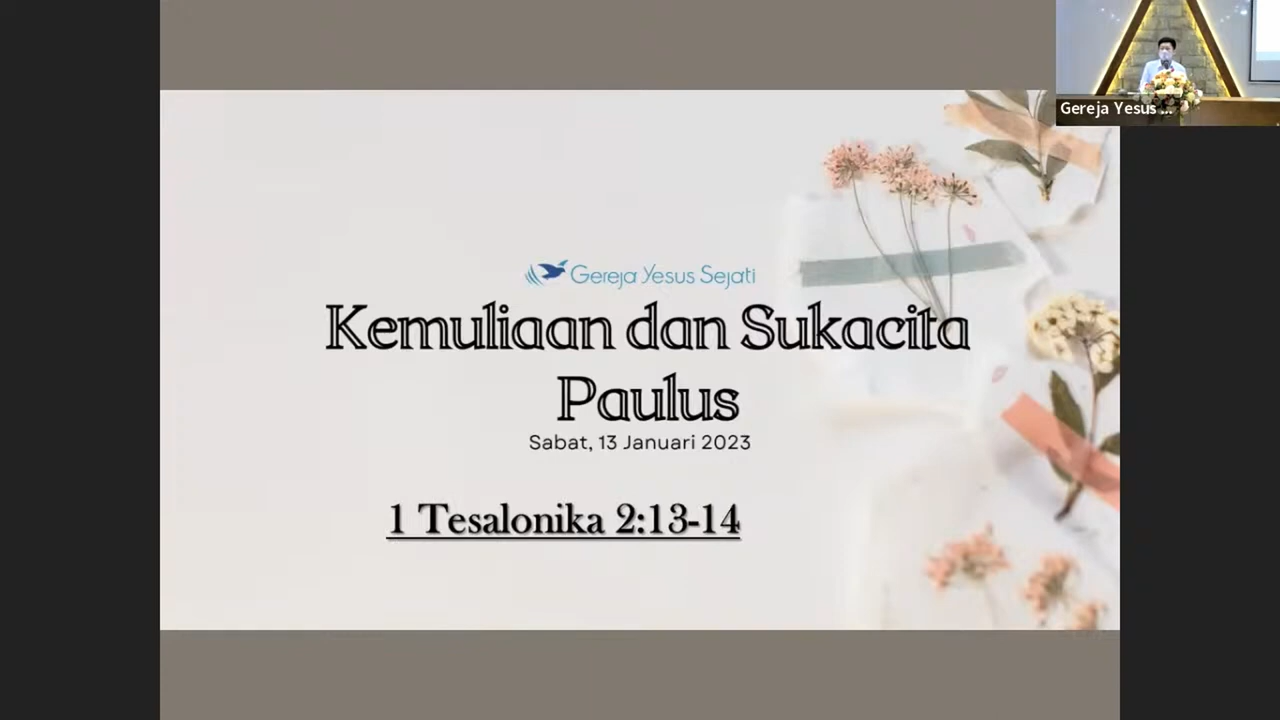 Gereja Yesus ...
Gereja Yesus Sejati
Kemuliaan dan Sukacita
Paulus
Sabat, 13 Januari 2023
1 Tesalonika 2:13-14